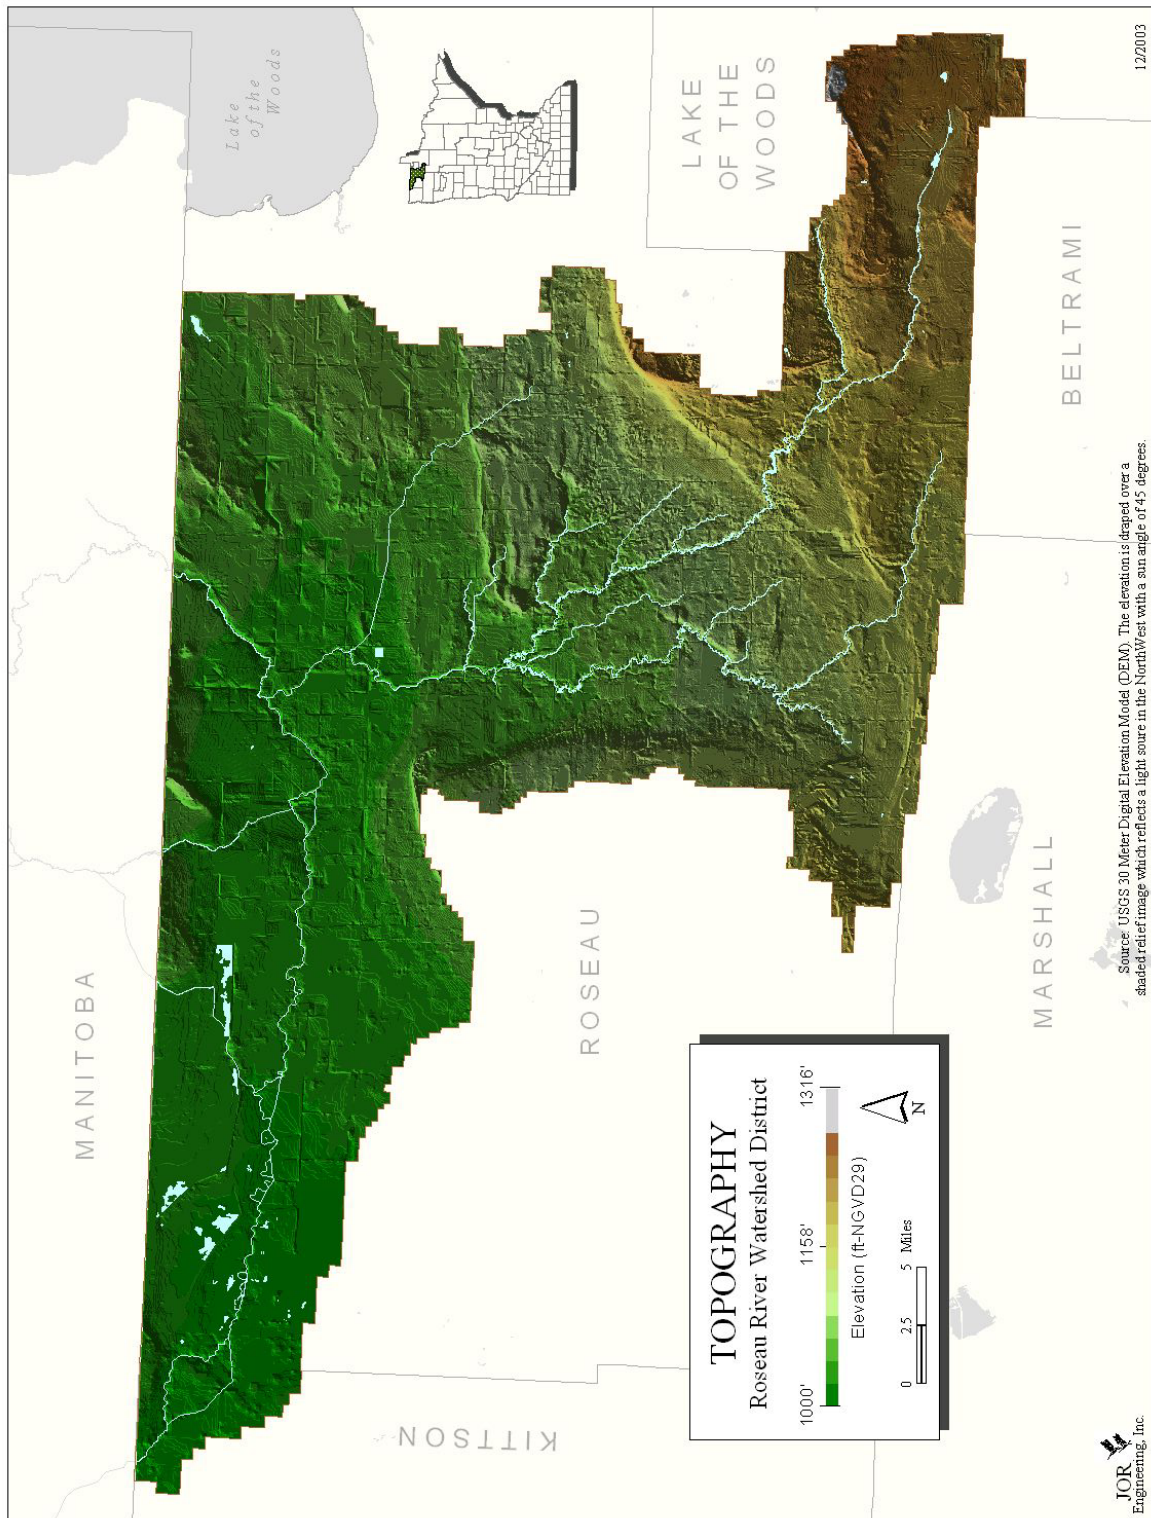 MANITOBA
Lake
of the
Woods
LAKE
OF THE
WOODS
ROSEAU
KITTSON
MARSHALL
BELTRAMI
TOPOGRAPHY
Roseau River Watershed District
1000' 1158' 1316'
Elevation (ft-NGVD29)
0 2.5 5 Miles
N
JOR
Engineering, Inc.
Source: USGS 30 Meter Digital Elevation Model (DEM). The elevation is draped over a
shaded relief image which reflects a light soure in the NorthWest with a sun angle of 45 degrees.
12/2003